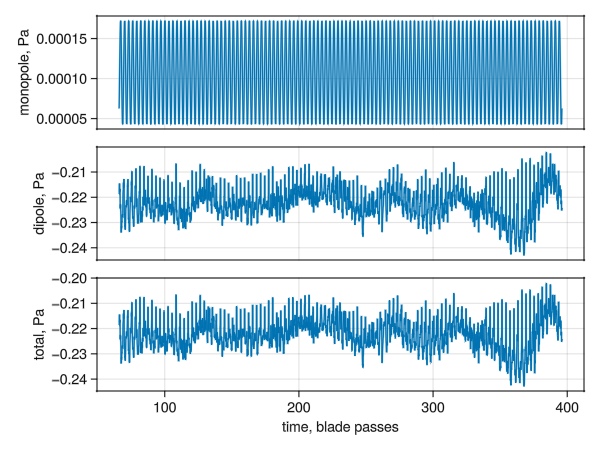 monopole, Pa
0.00015
0.00010
0.00005
dipole, Pa
−0.21
−0.22
−0.23
−0.24
total, Pa
−0.20
−0.21
−0.22
−0.23
−0.24
100 200 300 400
time, blade passes